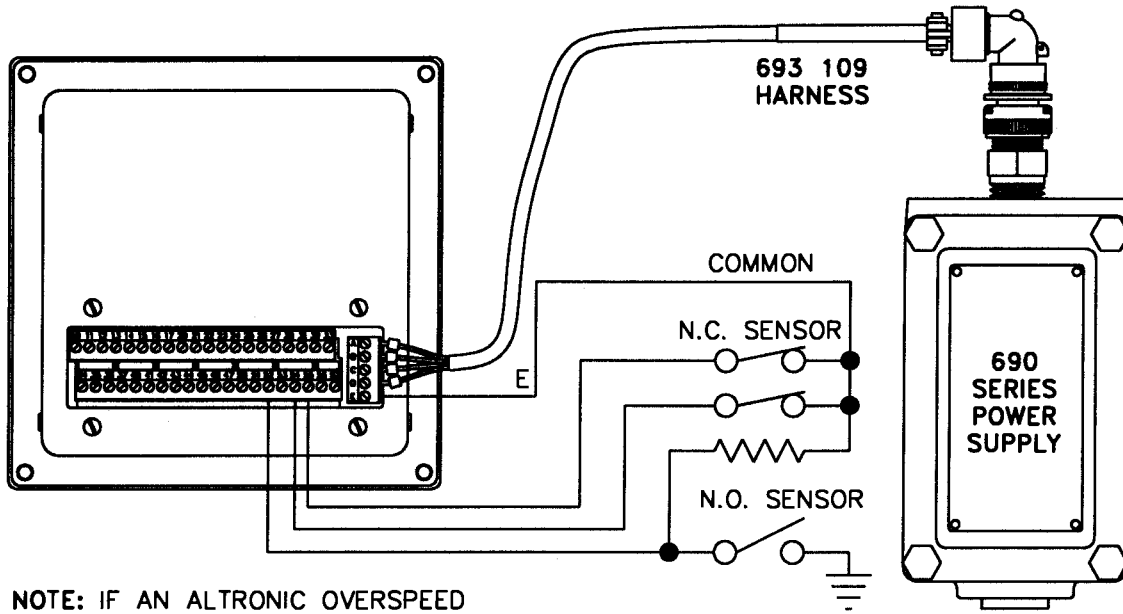 693 109
HARNESS
COMMON
N.C. SENSOR
E
690
SERIES
POWER
SUPPLY
N.O. SENSOR
NOTE: IF AN ALTRONIC OVERSPEED